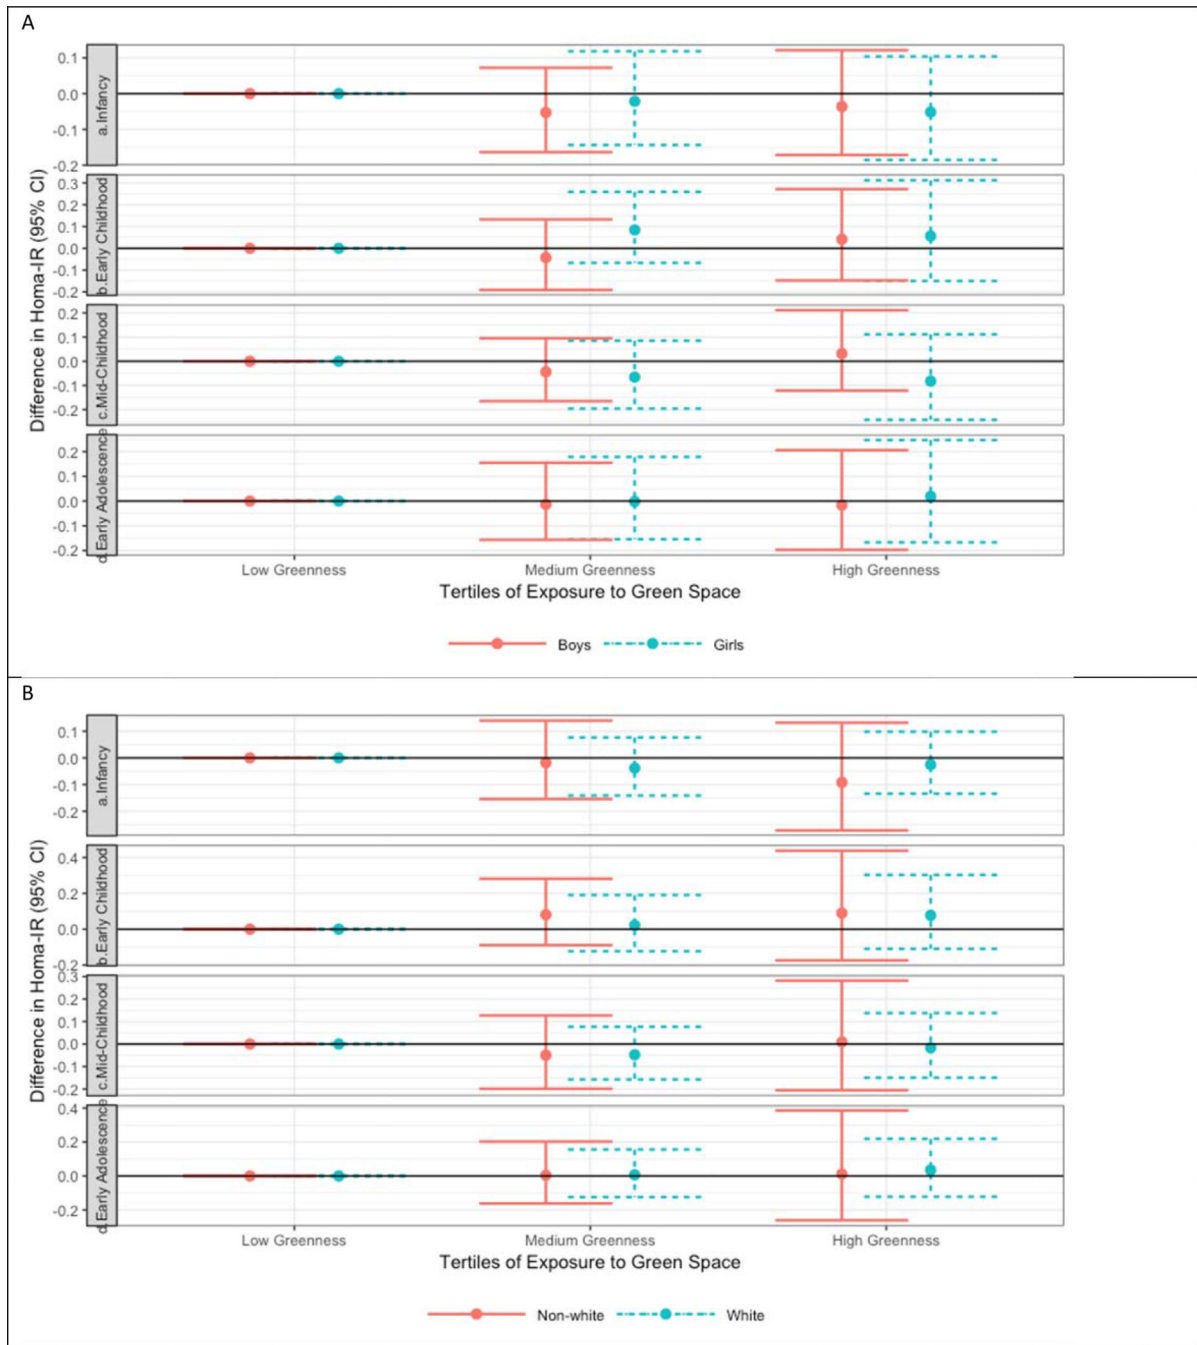 A
a.Infancy
0.1
0.0
-0.1
-0.2
b.Early Childhood
0.3
0.2
0.1
0.0
-0.1
-0.2
c.Mid-Childhood
0.2
0.1
0.0
-0.1
-0.2
d.Early Adolescence
0.2
0.1
0.0
-0.1
-0.2
Difference in Homa-IR (95% CI)
Low Greenness
Medium Greenness
High Greenness
Tertiles of Exposure to Green Space
Boys
Girls
B
a.Infancy
0.1
0.0
-0.1
-0.2
b.Early Childhood
0.4
0.2
0.0
-0.2
c.Mid-Childhood
0.3
0.2
0.1
0.0
-0.1
-0.2
d.Early Adolescence
0.4
0.2
0.0
-0.2
Difference in Homa-IR (95% CI)
Low Greenness
Medium Greenness
High Greenness
Tertiles of Exposure to Green Space
Non-white
White